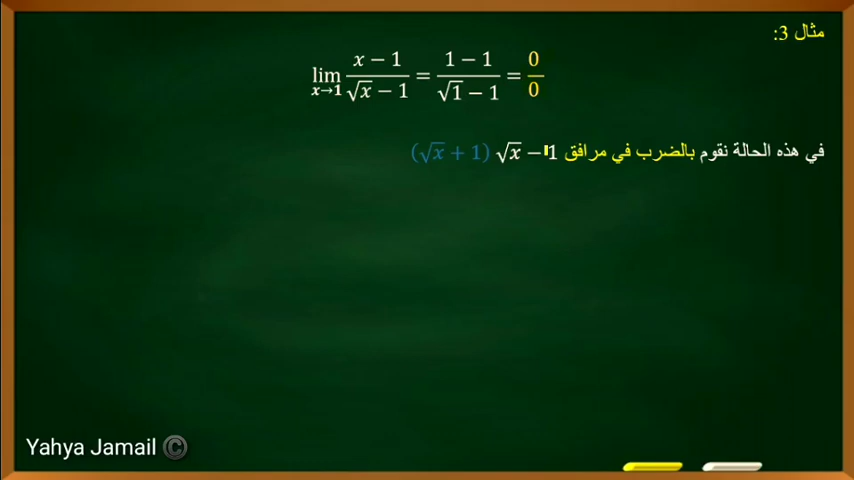 مثال 3:
lim x→1 (x − 1)/(√x − 1) = (1 − 1)/(√1 − 1) = 0/0
في هذه الحالة نقوم بالضرب في مرافق √x − 1 (√x + 1)
Yahya Jamail ©